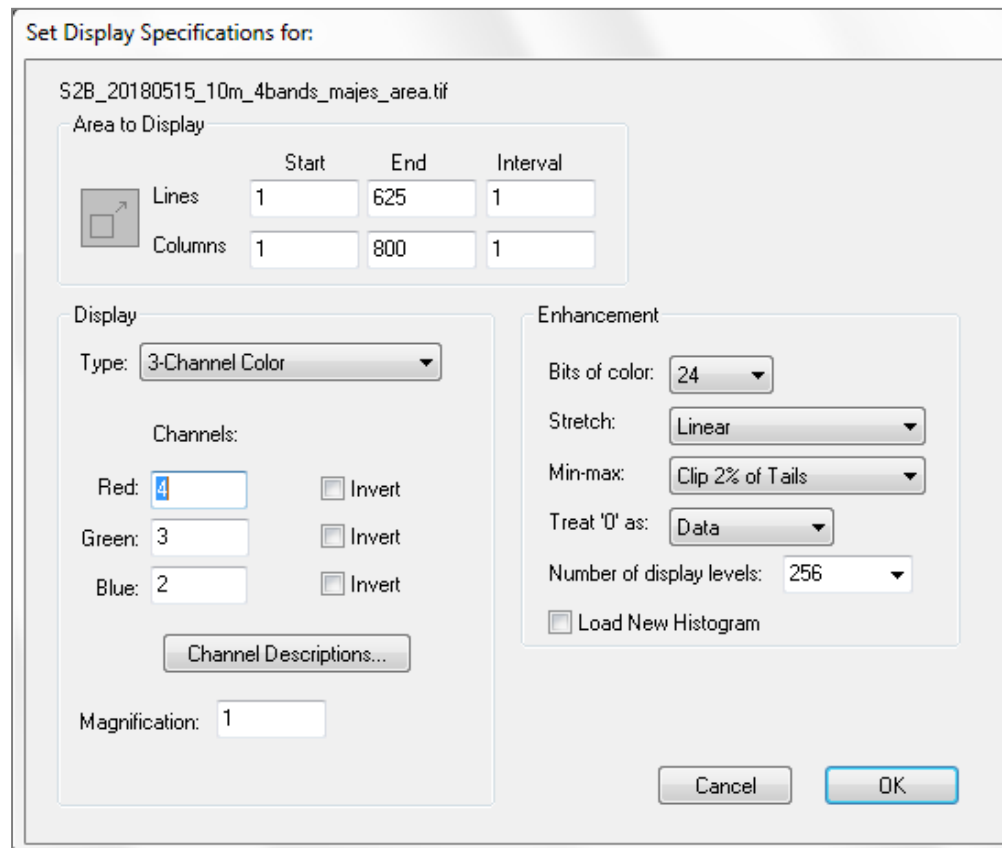 Set Display Specifications for:
S2B_20180515_10m_4bands_majes_area.tif
Area to Display
Start End Interval
Lines 1 625 1
Columns 1 800 1
Display
Type: 3-Channel Color
Channels:
Red: 4 Invert
Green: 3 Invert
Blue: 2 Invert
Channel Descriptions...
Magnification: 1
Enhancement
Bits of color: 24
Stretch: Linear
Min-max: Clip 2% of Tails
Treat '0' as: Data
Number of display levels: 256
Load New Histogram
Cancel OK